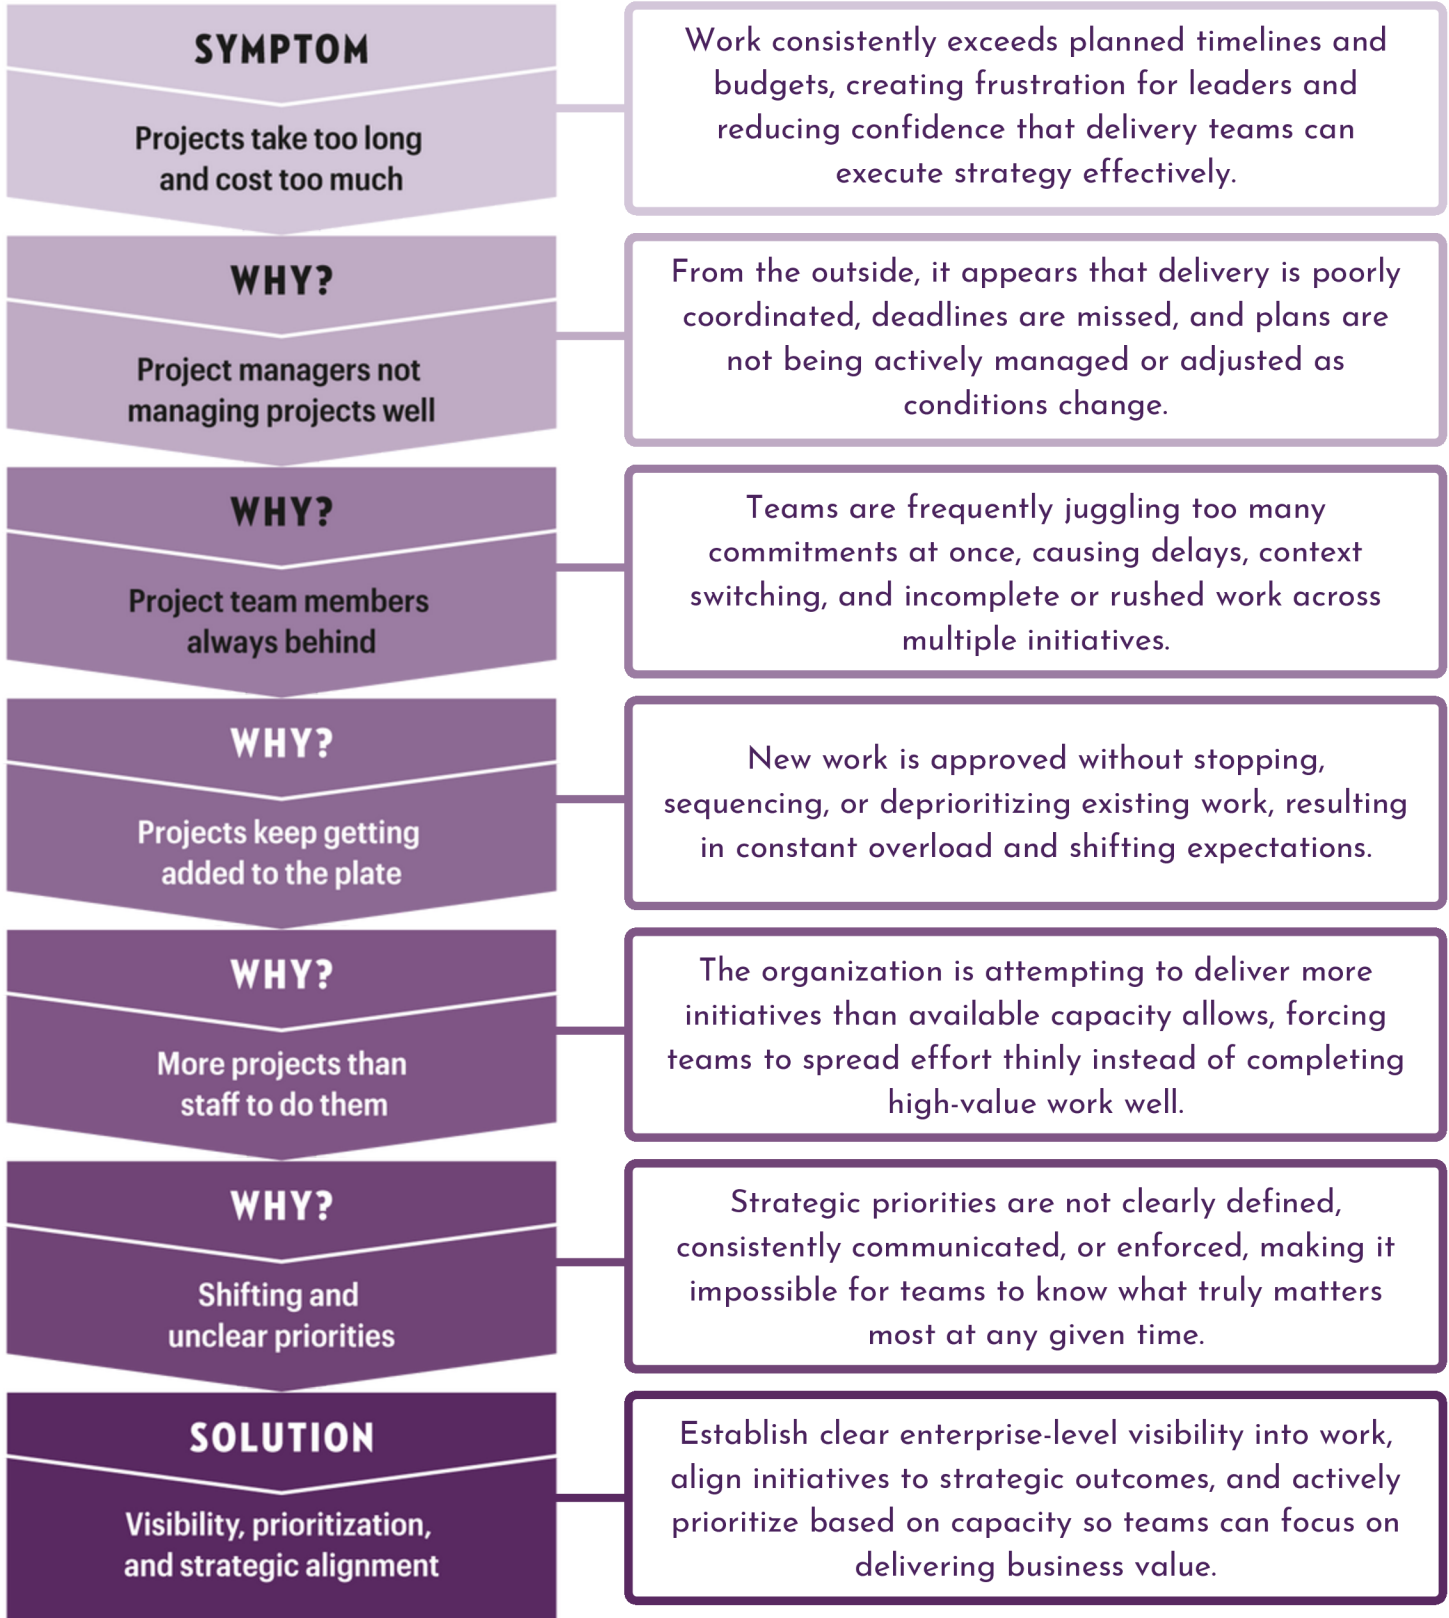 SYMPTOM
Projects take too long
and cost too much
Work consistently exceeds planned timelines and
budgets, creating frustration for leaders and
reducing confidence that delivery teams can
execute strategy effectively.
WHY?
Project managers not
managing projects well
From the outside, it appears that delivery is poorly
coordinated, deadlines are missed, and plans are
not being actively managed or adjusted as
conditions change.
WHY?
Project team members
always behind
Teams are frequently juggling too many
commitments at once, causing delays, context
switching, and incomplete or rushed work across
multiple initiatives.
WHY?
Projects keep getting
added to the plate
New work is approved without stopping,
sequencing, or deprioritizing existing work, resulting
in constant overload and shifting expectations.
WHY?
More projects than
staff to do them
The organization is attempting to deliver more
initiatives than available capacity allows, forcing
teams to spread effort thinly instead of completing
high-value work well.
WHY?
Shifting and
unclear priorities
Strategic priorities are not clearly defined,
consistently communicated, or enforced, making it
impossible for teams to know what truly matters
most at any given time.
SOLUTION
Visibility, prioritization,
and strategic alignment
Establish clear enterprise-level visibility into work,
align initiatives to strategic outcomes, and actively
prioritize based on capacity so teams can focus on
delivering business value.